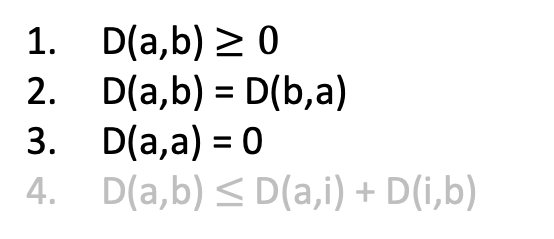 1. D(a,b) ≥ 0
2. D(a,b) = D(b,a)
3. D(a,a) = 0
4. D(a,b) ≤ D(a,i) + D(i,b)